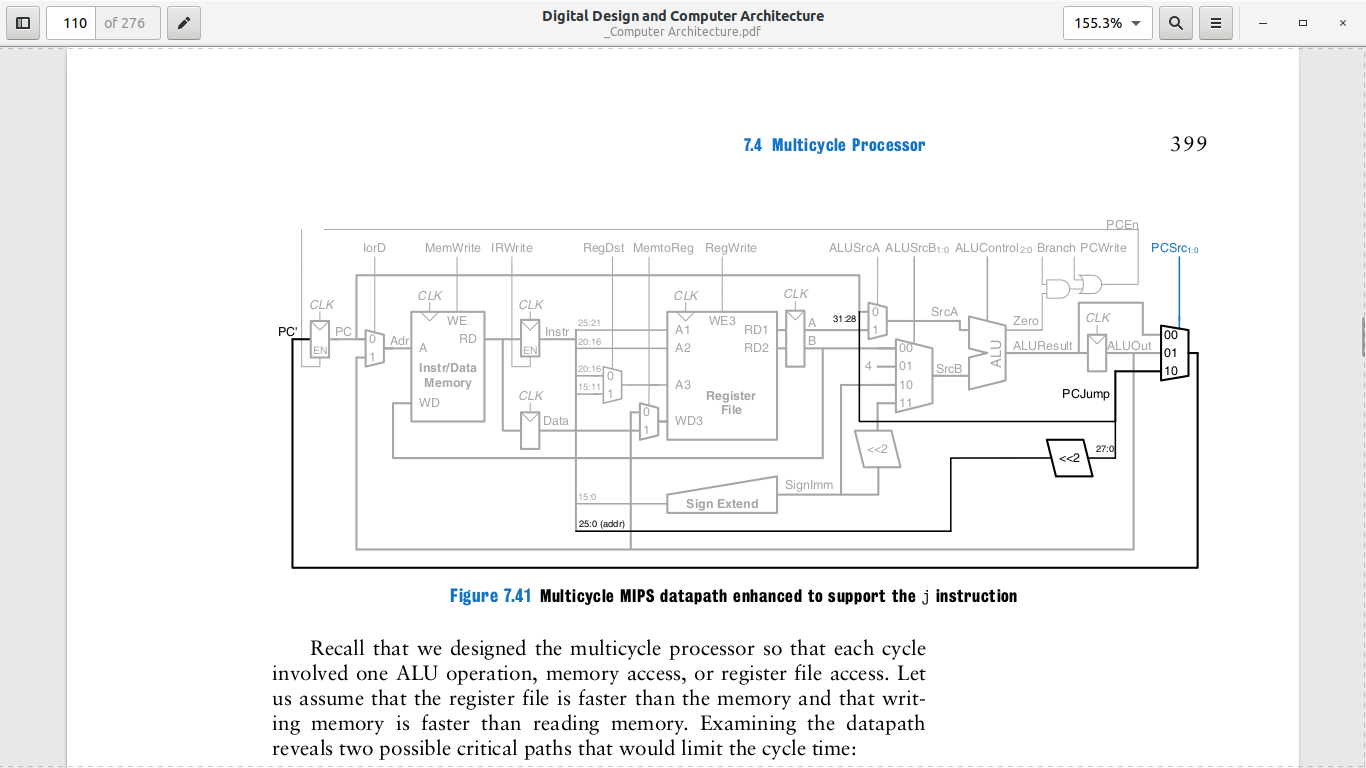 110 of 276
Digital Design and Computer Architecture
_Computer Architecture.pdf
155.3%
7.4 Multicycle Processor
399
PCEn
IorD MemWrite IRWrite RegDst MemtoReg RegWrite ALUSrcA ALUSrcB1:0 ALUControl2:0 Branch PCWrite PCSrc1:0
CLK CLK CLK CLK CLK CLK
PC' PC 0 1 Adr
EN
WE
A RD
Instr/Data
Memory
WD
EN
Instr
CLK
Data
25:21
20:16
20:16
15:11
0
1
0
1
A1 WE3 RD1
A2 RD2
A3
Register
File
WD3
A
B
31:28
0
1
SrcA
00
4 01
10
11
SrcB
ALU
Zero
ALUResult
ALUOut
00
01
10
PCJump
<<2
<<2
27:0
SignImm
15:0
Sign Extend
25:0 (addr)
Figure 7.41 Multicycle MIPS datapath enhanced to support the j instruction
Recall that we designed the multicycle processor so that each cycle
involved one ALU operation, memory access, or register file access. Let
us assume that the register file is faster than the memory and that writ-
ing memory is faster than reading memory. Examining the datapath
reveals two possible critical paths that would limit the cycle time: